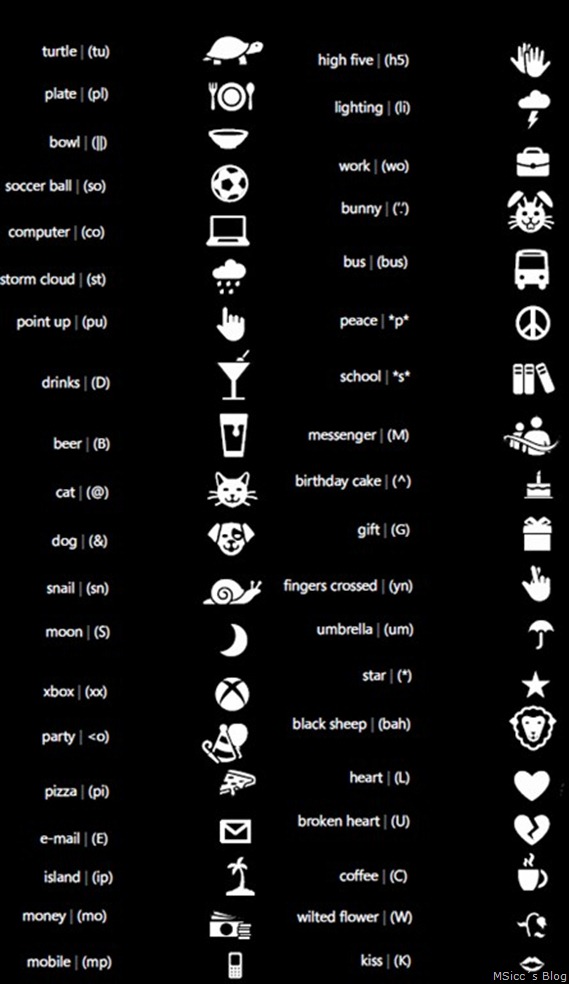 turtle | (tu)
plate | (pl)
bowl | (||)
soccer ball | (so)
computer | (co)
storm cloud | (st)
point up | (pu)
drinks | (D)
beer | (B)
cat | (@)
dog | (&)
snail | (sn)
moon | (S)
xbox | (xx)
party | <o)
pizza | (pi)
e-mail | (E)
island | (ip)
money | (mo)
mobile | (mp)
high five | (h5)
lighting | (li)
work | (wo)
bunny | ('.')
bus | (bus)
peace | *p*
school | *s*
messenger | (M)
birthday cake | (^)
gift | (G)
fingers crossed | (yn)
umbrella | (um)
star | (*)
black sheep | (bah)
heart | (L)
broken heart | (U)
coffee | (C)
wilted flower | (W)
kiss | (K)
MSicc´s Blog